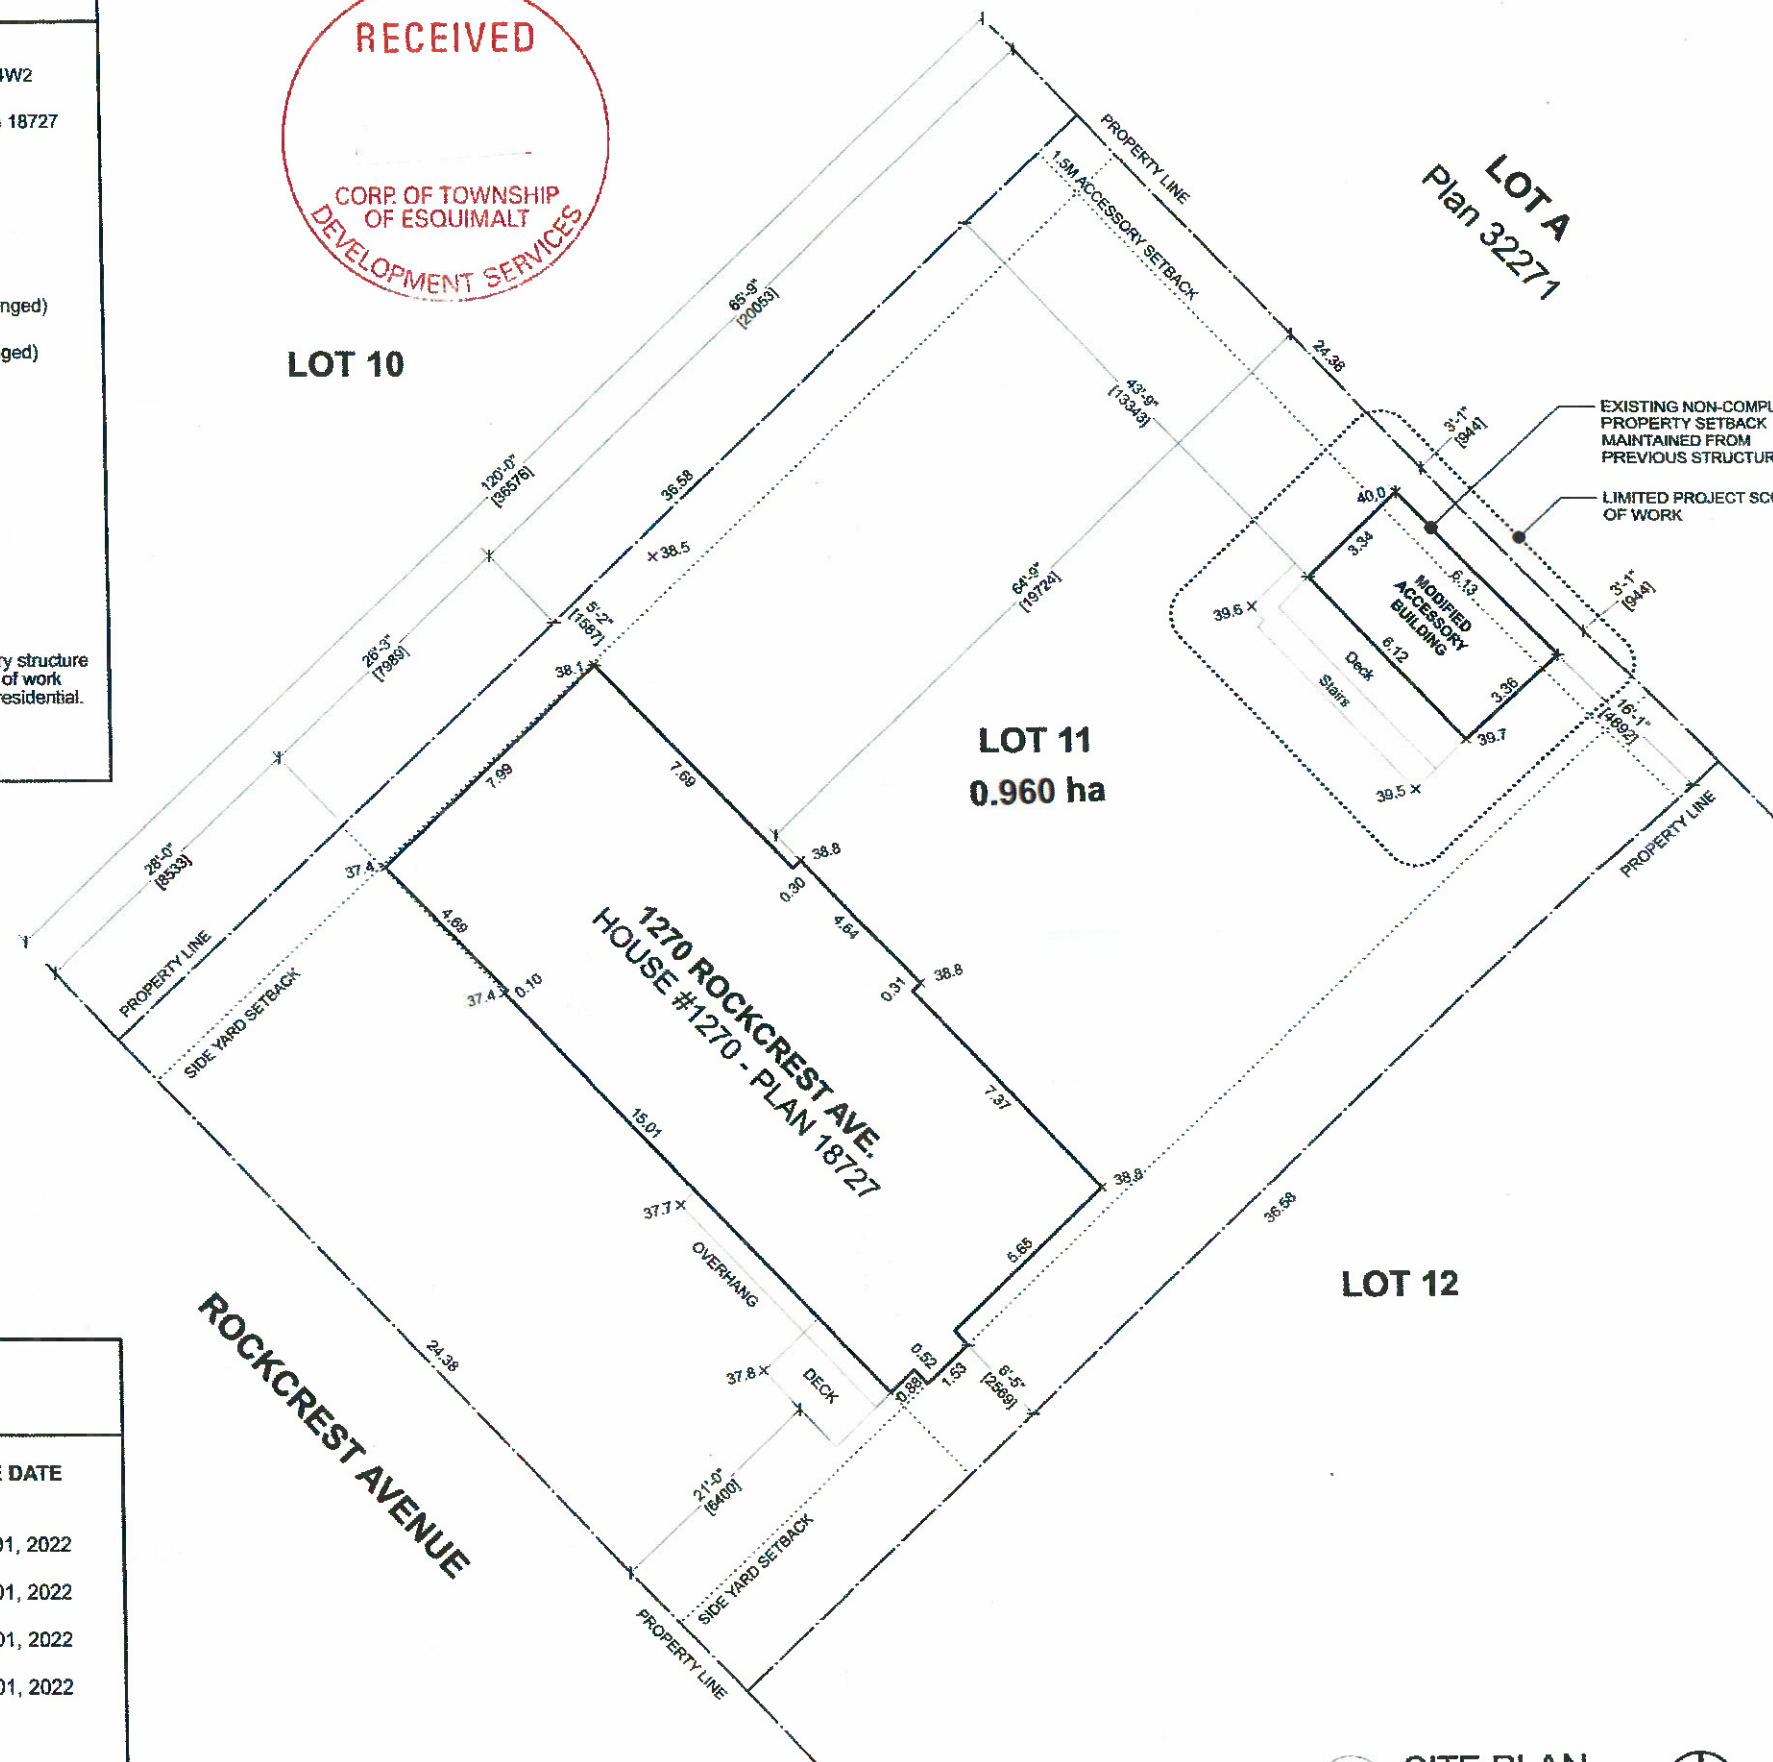 18727
nged)
ged)
ry structure
of work
residential.
DATE
01, 2022
01, 2022
01, 2022
01, 2022
RECEIVED
CORP. OF TOWNSHIP
OF ESQUIMALT
DEVELOPMENT SERVICES
LOT 10
LOT A
Plan 32271
PROPERTY LINE
1.5M ACCESSORY SETBACK
65'-9"
[20053]
120'-0"
[36576]
36.58
38.5
24.38
43'-9"
[13343]
3'-1"
[944]
EXISTING NON-COMPL
PROPERTY SETBACK
MAINTAINED FROM
PREVIOUS STRUCTUR
LIMITED PROJECT SCO
OF WORK
40.0
3.34
6.13
MODIFIED
ACCESSORY
BUILDING
6.12
3.36
3'-1"
[944]
39.6
Deck
Stairs
39.7
39.5
16'-1"
[4892]
PROPERTY LINE
64'-9"
[19724]
5'-2"
[1587]
26'-3"
[7989]
38.1
7.99
7.69
LOT 11
0.960 ha
28'-0"
[8533]
37.4
4.69
37.4
0.10
38.8
0.30
4.64
38.8
0.31
PROPERTY LINE
SIDE YARD SETBACK
1270 ROCKCREST AVE.
HOUSE #1270 - PLAN 18727
7.37
15.01
38.8
36.58
37.7
OVERHANG
5.65
LOT 12
ROCKCREST AVENUE
24.38
37.8
DECK
0.52
0.88
1.53
8'-5"
[2569]
21'-0"
[6400]
SIDE YARD SETBACK
PROPERTY LINE
SITE PLAN